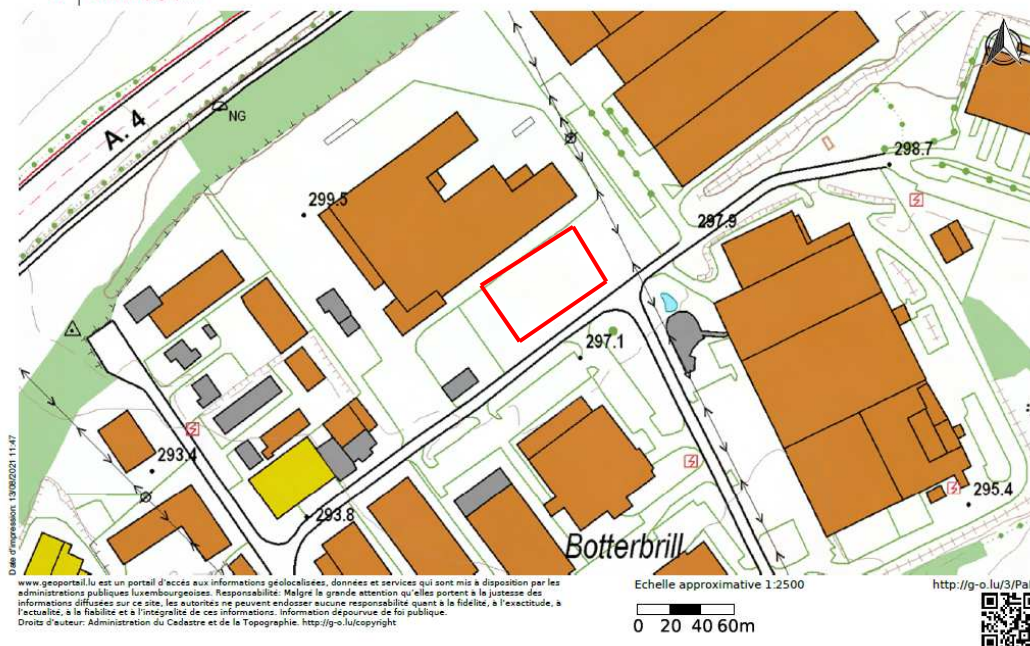 A. 4
NG
298.7
299.5
297.9
297.1
293.4
293.8
295.4
Botterbrill
Date d'impression: 13/08/2021 11:47
www.geoportail.lu est un portail d'accès aux informations géolocalisées, données et services qui sont mis à disposition par les
administrations publiques luxembourgeoises. Responsabilité: Malgré la grande attention qu'elles portent à la justesse des
informations diffusées sur ce site, les autorités ne peuvent endosser aucune responsabilité quant à la fidélité, à l'exactitude, à
l'actualité, à la fiabilité et à l'intégralité de ces informations. Information dépourvue de foi publique.
Droits d'auteur: Administration du Cadastre et de la Topographie. http://g-o.lu/copyright
Echelle approximative 1:2500
0 20 40 60m
http://g-o.lu/3/Pal